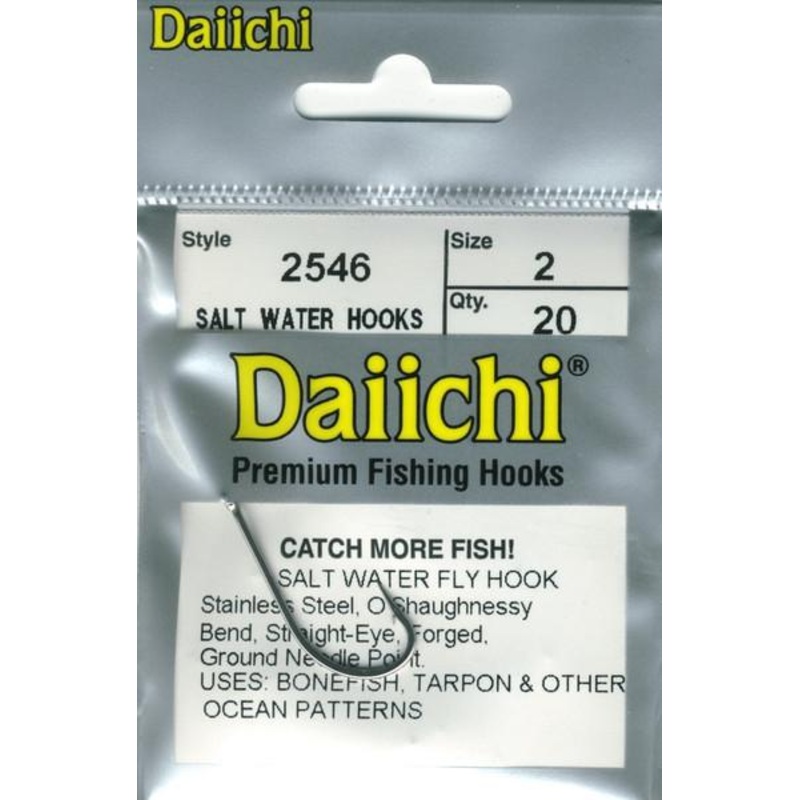 Daiichi
Style 2546 Size 2
SALT WATER HOOKS Qty. 20
Daiichi®
Premium Fishing Hooks
CATCH MORE FISH!
SALT WATER FLY HOOK
Stainless Steel, O'Shaughnessy
Bend, Straight-Eye, Forged,
Ground Needle Point.
USES: BONEFISH, TARPON & OTHER
OCEAN PATTERNS